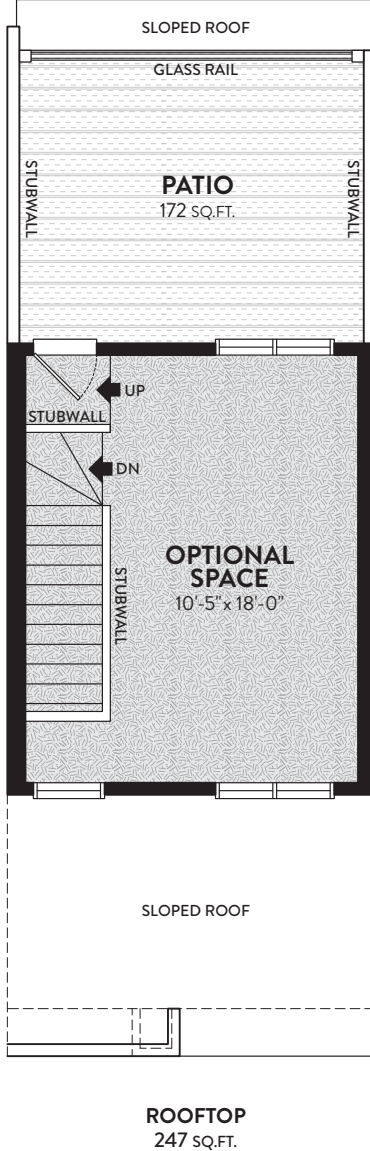 SLOPED ROOF
GLASS RAIL
STUBWALL
PATIO
172 SQ.FT.
STUBWALL
UP
STUBWALL
DN
OPTIONAL
SPACE
10'-5" x 18'-0"
STUBWALL
SLOPED ROOF
ROOFTOP
247 SQ.FT.